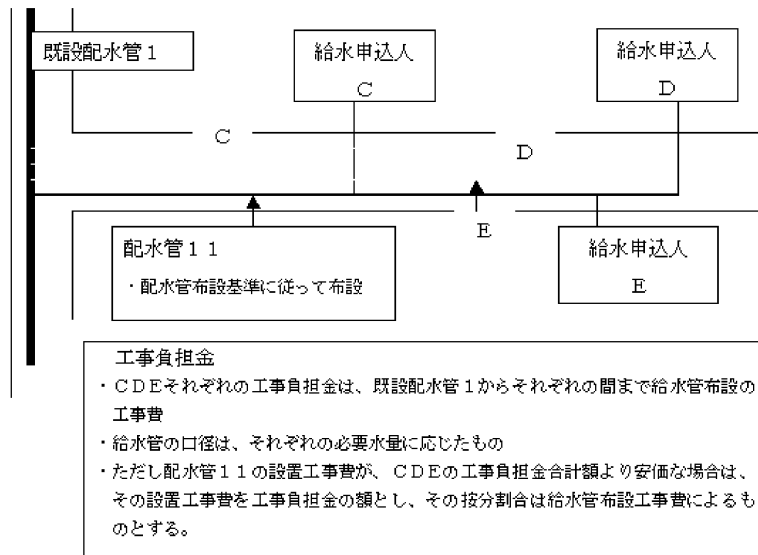 既設配水管１
給水申込人
Ｃ
給水申込人
Ｄ
Ｃ
Ｄ
Ｅ
配水管１１
・配水管布設基準に従って布設
給水申込人
Ｅ
工事負担金
・ＣＤＥそれぞれの工事負担金は、既設配水管１からそれぞれの間まで給水管布設の
工事費
・給水管の口径は、それぞれの必要水量に応じたもの
・ただし配水管１１の設置工事費が、ＣＤＥの工事負担金合計額より安価な場合は、
その設置工事費を工事負担金の額とし、その按分割合は給水管布設工事費によるも
のとする。